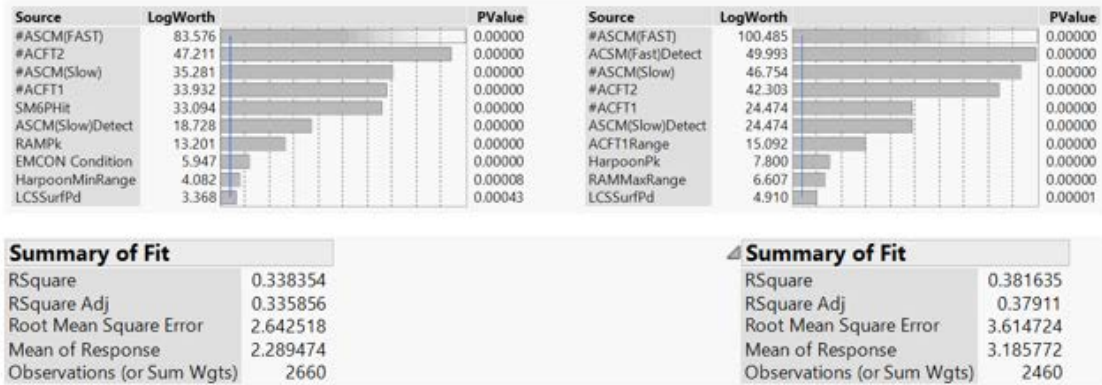 Source LogWorth PValue
#ASCM(FAST) 83.576 0.00000
#ACFT2 47.211 0.00000
#ASCM(Slow) 35.281 0.00000
#ACFT1 33.932 0.00000
SM6PHit 33.094 0.00000
ASCM(Slow)Detect 18.728 0.00000
RAMPk 13.201 0.00000
EMCON Condition 5.947 0.00000
HarpoonMinRange 4.082 0.00008
LCSSurfPd 3.368 0.00043
Source LogWorth PValue
#ASCM(FAST) 100.485 0.00000
ACSM(Fast)Detect 49.993 0.00000
#ASCM(Slow) 46.754 0.00000
#ACFT2 42.303 0.00000
#ACFT1 24.474 0.00000
ASCM(Slow)Detect 24.474 0.00000
ACFT1Range 15.092 0.00000
HarpoonPk 7.800 0.00000
RAMMaxRange 6.607 0.00000
LCSSurfPd 4.910 0.00001
Summary of Fit
RSquare 0.338354
RSquare Adj 0.335856
Root Mean Square Error 2.642518
Mean of Response 2.289474
Observations (or Sum Wgts) 2660
Summary of Fit
RSquare 0.381635
RSquare Adj 0.37911
Root Mean Square Error 3.614724
Mean of Response 3.185772
Observations (or Sum Wgts) 2460